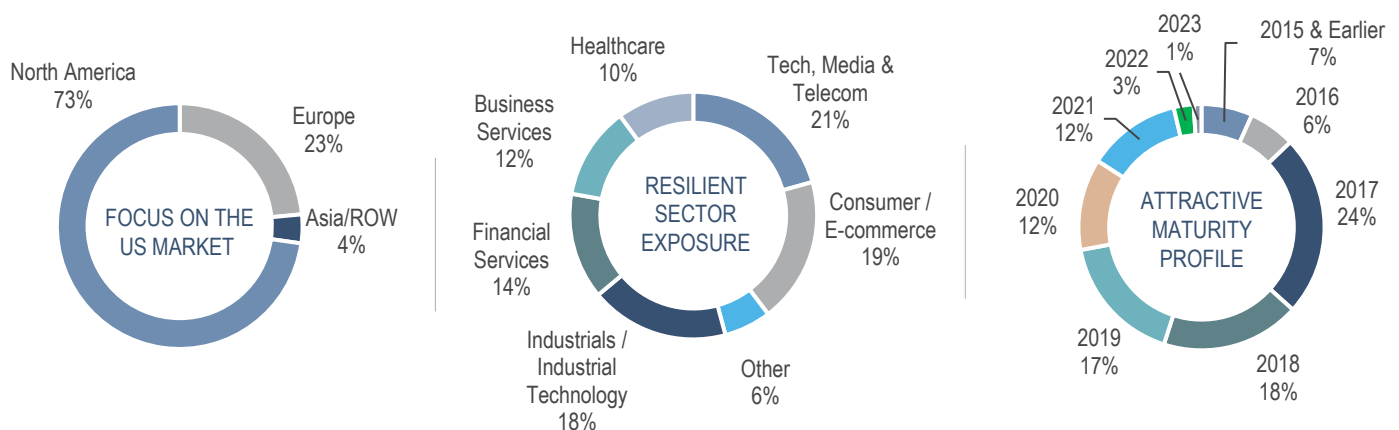 North America
73%
Europe
23%
Asia/ROW
4%
FOCUS ON THE
US MARKET
Healthcare
10%
Tech, Media &
Telecom
21%
Business
Services
12%
Consumer /
E-commerce
19%
Financial
Services
14%
Industrials /
Industrial
Technology
18%
Other
6%
RESILIENT
SECTOR
EXPOSURE
2023
1%
2015 & Earlier
7%
2022
3%
2016
6%
2021
12%
2017
24%
2020
12%
2019
17%
2018
18%
ATTRACTIVE
MATURITY
PROFILE